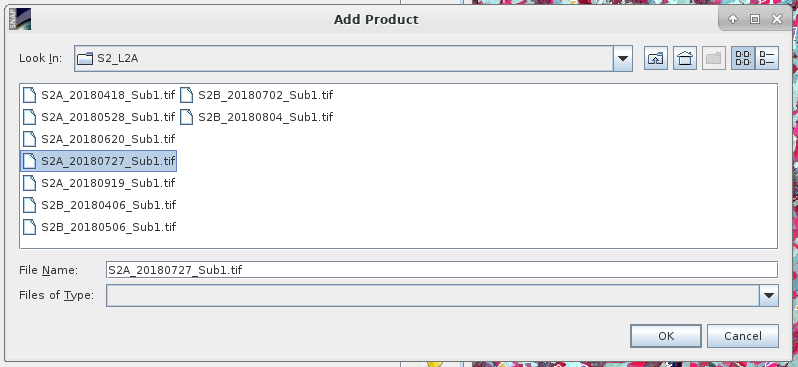 Add Product
Look In: S2_L2A
S2A_20180418_Sub1.tif S2B_20180702_Sub1.tif
S2A_20180528_Sub1.tif S2B_20180804_Sub1.tif
S2A_20180620_Sub1.tif
S2A_20180727_Sub1.tif
S2A_20180919_Sub1.tif
S2B_20180406_Sub1.tif
S2B_20180506_Sub1.tif
File Name: S2A_20180727_Sub1.tif
Files of Type:
OK Cancel